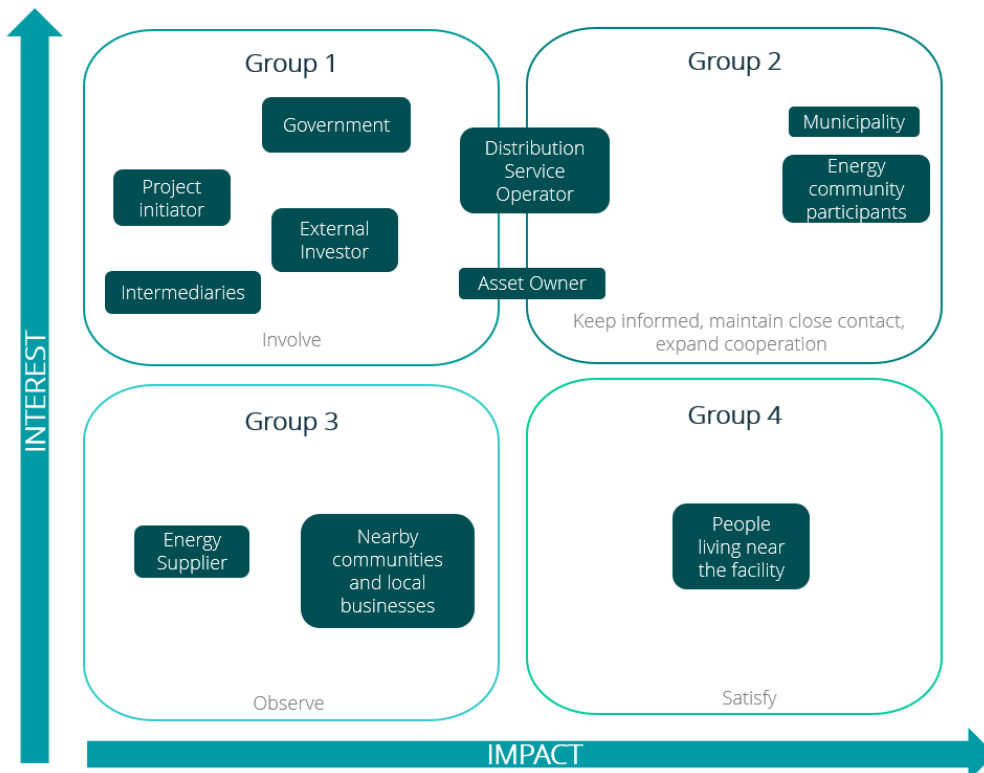 INTEREST
Group 1
Government
Project
initiator
External
Investor
Intermediaries
Involve
Distribution
Service
Operator
Asset Owner
Group 2
Municipality
Energy
community
participants
Keep informed, maintain close contact,
expand cooperation
Group 3
Energy
Supplier
Nearby
communities
and local
businesses
Observe
Group 4
People
living near
the facility
Satisfy
IMPACT